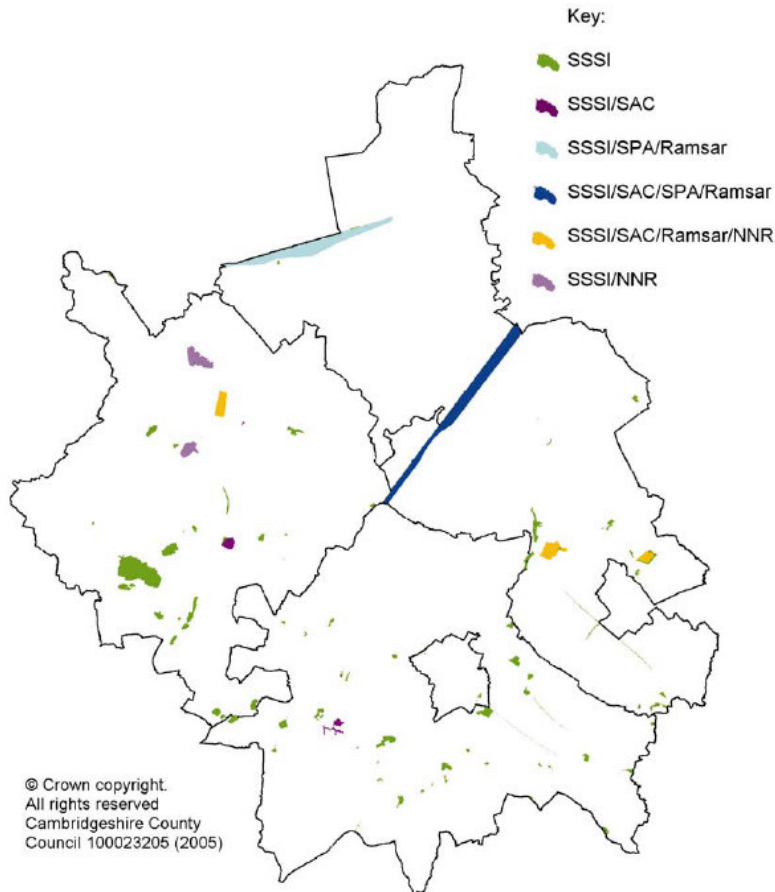 Key:
SSSI
SSSI/SAC
SSSI/SPA/Ramsar
SSSI/SAC/SPA/Ramsar
SSSI/SAC/Ramsar/NNR
SSSI/NNR
© Crown copyright.
All rights reserved
Cambridgeshire County
Council 100023205 (2005)